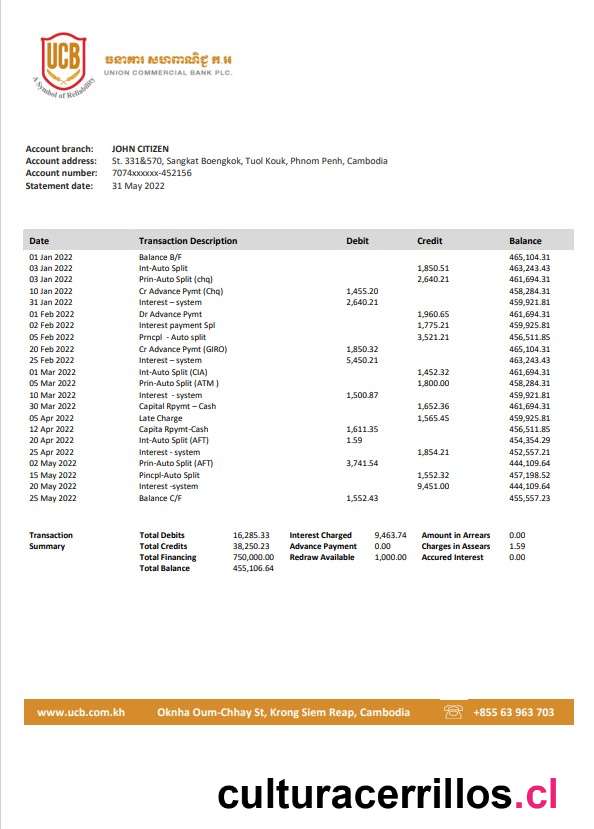 UCB
A Symbol of Reliability
ធនាគារ សហពាណិជ្ជ ភ.អ
UNION COMMERCIAL BANK PLC.
Account branch: JOHN CITIZEN
Account address: St. 331&570, Sangkat Boengkok, Tuol Kouk, Phnom Penh, Cambodia
Account number: 7074xxxxxx-452156
Statement date: 31 May 2022
Date Transaction Description Debit Credit Balance
01 Jan 2022 Balance B/F 465,104.31
03 Jan 2022 Int-Auto Split 1,850.51 463,243.43
03 Jan 2022 Prin-Auto Split (chq) 2,640.21 461,694.31
10 Jan 2022 Cr Advance Pymt (Chq) 1,455.20 458,284.31
31 Jan 2022 Interest – system 2,640.21 459,921.81
01 Feb 2022 Dr Advance Pymt 1,960.65 461,694.31
02 Feb 2022 Interest payment Spl 1,775.21 459,925.81
05 Feb 2022 Prncpl - Auto split 3,521.21 456,511.85
20 Feb 2022 Cr Advance Pymt (GIRO) 1,850.32 465,104.31
25 Feb 2022 Interest – system 5,450.21 463,243.43
01 Mar 2022 Int-Auto Split (CIA) 1,452.32 461,694.31
05 Mar 2022 Prin-Auto Split (ATM ) 1,800.00 458,284.31
10 Mar 2022 Interest - system 1,500.87 459,921.81
30 Mar 2022 Capital Rpymt – Cash 1,652.36 461,694.31
05 Apr 2022 Late Charge 1,565.45 459,925.81
12 Apr 2022 Capita Rpymt-Cash 1,611.35 456,511.85
20 Apr 2022 Int-Auto Split (AFT) 1.59 454,354.29
25 Apr 2022 Interest - system 1,854.21 452,557.21
02 May 2022 Prin-Auto Split (AFT) 3,741.54 444,109.64
15 May 2022 Pincpl-Auto Split 1,552.32 457,198.52
20 May 2022 Interest -system 9,451.00 444,109.64
25 May 2022 Balance C/F 1,552.43 455,557.23
Transaction Total Debits 16,285.33 Interest Charged 9,463.74 Amount in Arrears 0.00
Summary Total Credits 38,250.23 Advance Payment 0.00 Charges in Assears 1.59
Total Financing 750,000.00 Redraw Available 1,000.00 Accured Interest 0.00
Total Balance 455,106.64
www.ucb.com.kh Oknha Oum-Chhay St, Krong Siem Reap, Cambodia +855 63 963 703
culturacerrillos.cl